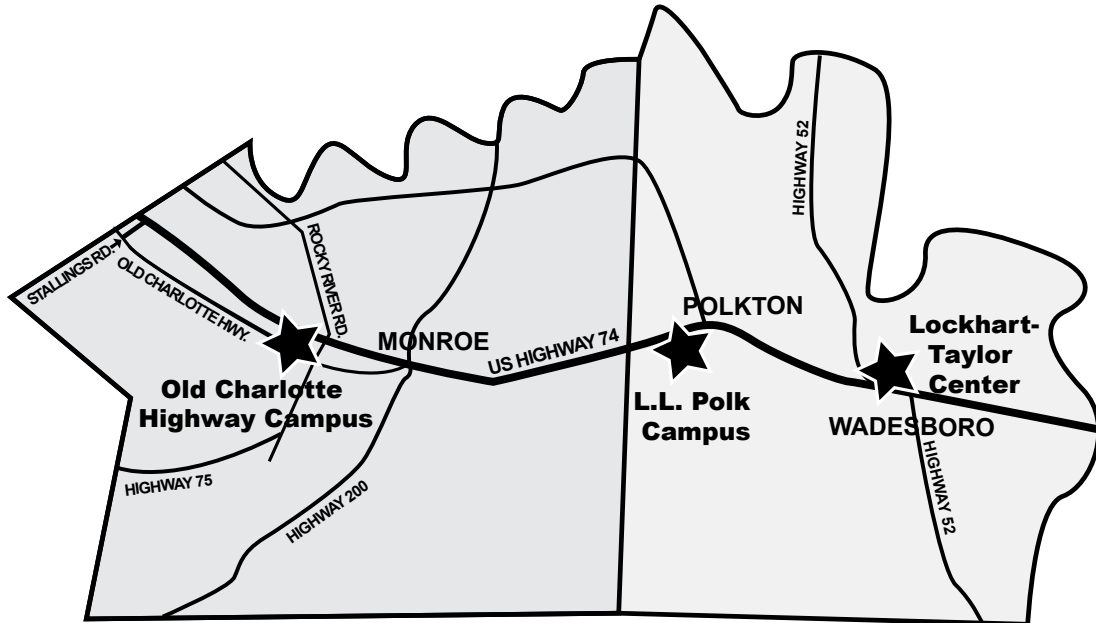 HIGHWAY 52
STALLINGS RD.
OLD CHARLOTTE HWY.
ROCKY RIVER RD.
MONROE
US HIGHWAY 74
POLKTON
Lockhart-
Taylor
Center
Old Charlotte
Highway Campus
L.L. Polk
Campus
WADESBORO
HIGHWAY 75
HIGHWAY 200
HIGHWAY 52